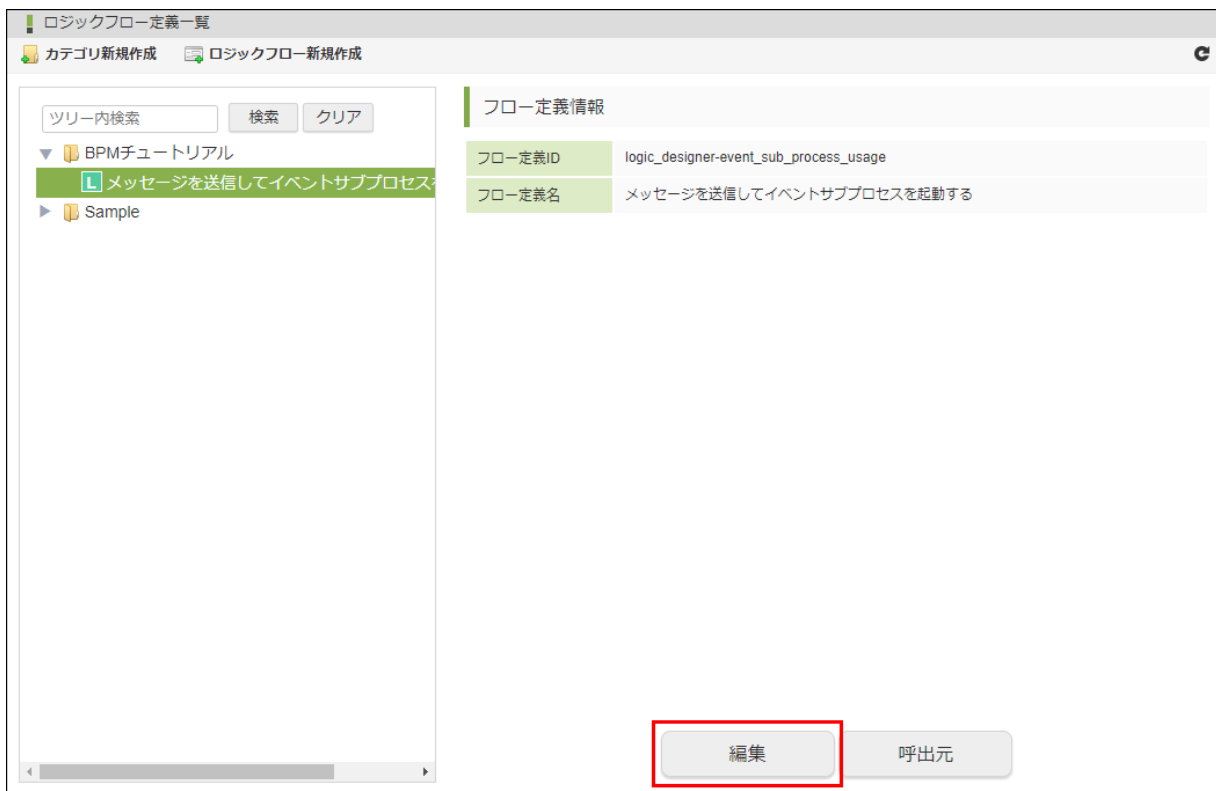 ロジックフロー定義一覧
カテゴリ新規作成 ロジックフロー新規作成
ツリー内検索 検索 クリア
BPMチュートリアル
L メッセージを送信してイベントサブプロセス
Sample
フロー定義情報
フロー定義ID logic_designer-event_sub_process_usage
フロー定義名 メッセージを送信してイベントサブプロセスを起動する
編集 呼出元